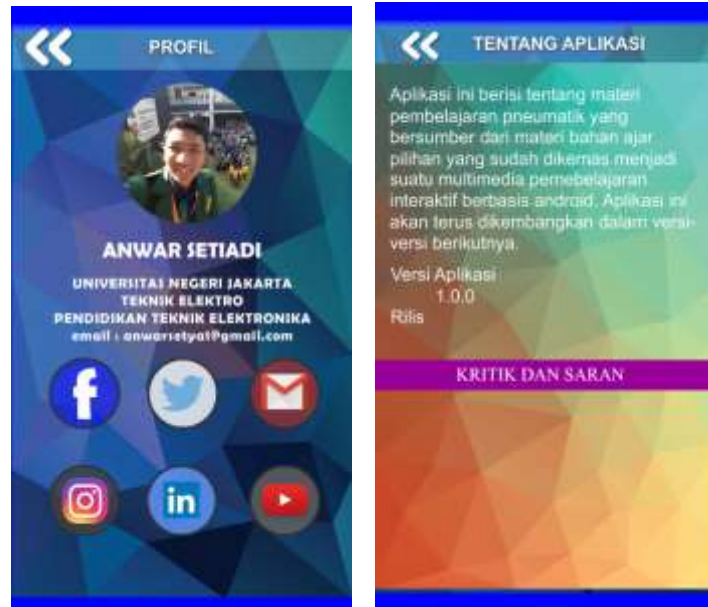 PROFIL
ANWAR SETIADI
UNIVERSITAS NEGERI JAKARTA
TEKNIK ELEKTRO
PENDIDIKAN TEKNIK ELEKTRONIKA
email : anwarsetya1@gmail.com
TENTANG APLIKASI
Aplikasi ini berisi tentang materi
pembelajaran pneumatik yang
bersumber dari materi bahan ajar
pilihan yang sudah dikemas menjadi
suatu multimedia pemebelajaran
interaktif berbasis android. Aplikasi ini
akan terus dikembangkan dalam versi-
versi berikutnya.
Versi Aplikasi
1.0.0
Rilis
KRITIK DAN SARAN